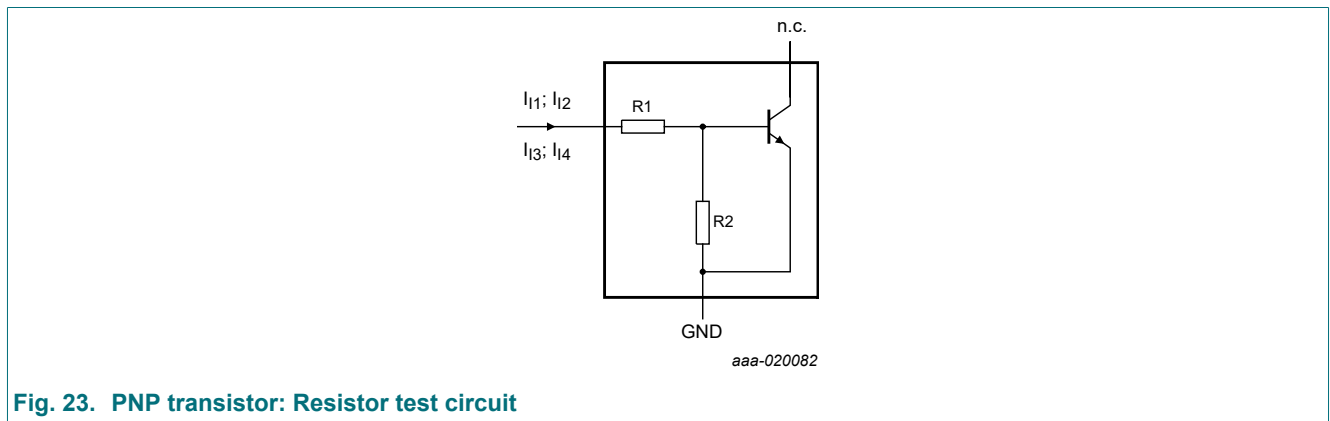 n.c.
I_I1; I_I2
R1
I_I3; I_I4
R2
GND
aaa-020082
Fig. 23. PNP transistor: Resistor test circuit